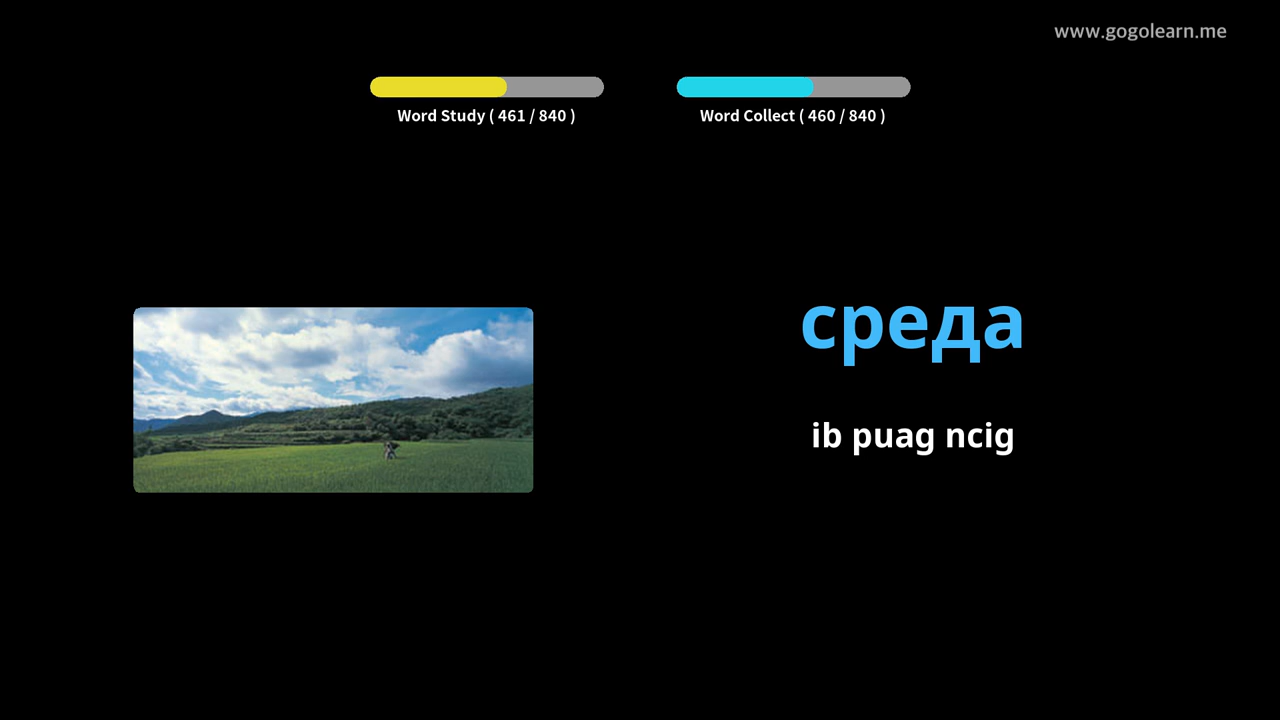 www.gogolearn.me
Word Study ( 461 / 840 )
Word Collect ( 460 / 840 )
среда
ib puag ncig